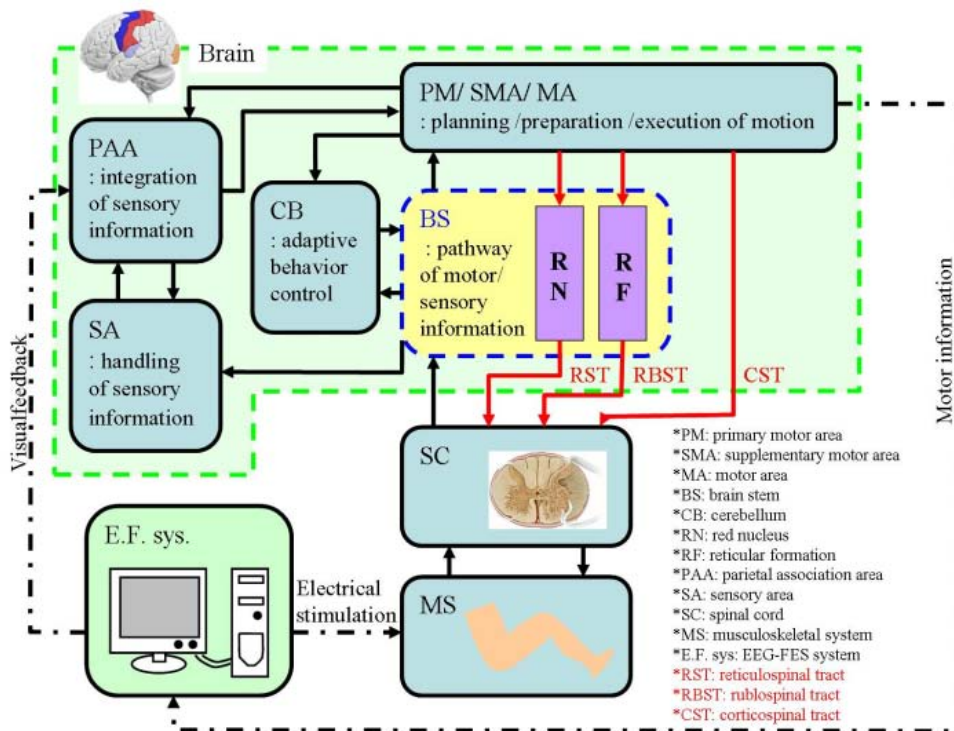 Brain
PM/ SMA/ MA
: planning /preparation /execution of motion
PAA
: integration
of sensory
information
CB
: adaptive
behavior
control
BS
: pathway
of motor/
sensory
information
R
N
R
F
SA
: handling
of sensory
information
RST
RBST
CST
Visualfeedback
Motor information
SC
E.F. sys.
Electrical
stimulation
MS
*PM: primary motor area
*SMA: supplementary motor area
*MA: motor area
*BS: brain stem
*CB: cerebellum
*RN: red nucleus
*RF: reticular formation
*PAA: parietal association area
*SA: sensory area
*SC: spinal cord
*MS: musculoskeletal system
*E.F. sys: EEG-FES system
*RST: reticulospinal tract
*RBST: rublospinal tract
*CST: corticospinal tract